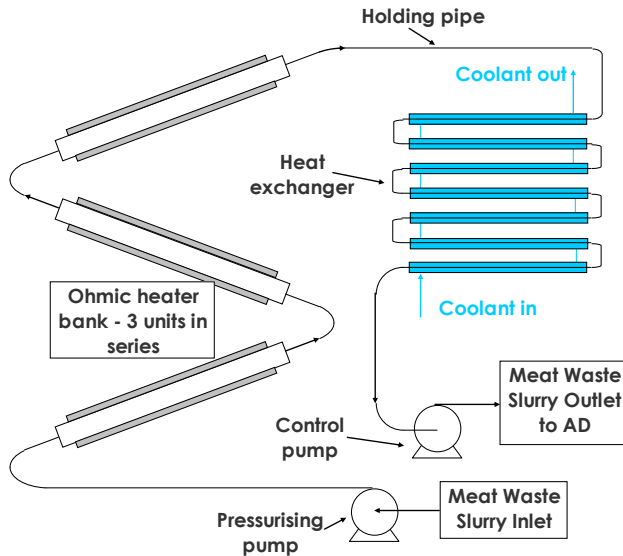 Holding pipe
Coolant out
Heat
exchanger
Ohmic heater
bank - 3 units in
series
Coolant in
Meat Waste
Slurry Outlet
to AD
Control
pump
Meat Waste
Slurry Inlet
Pressurising
pump